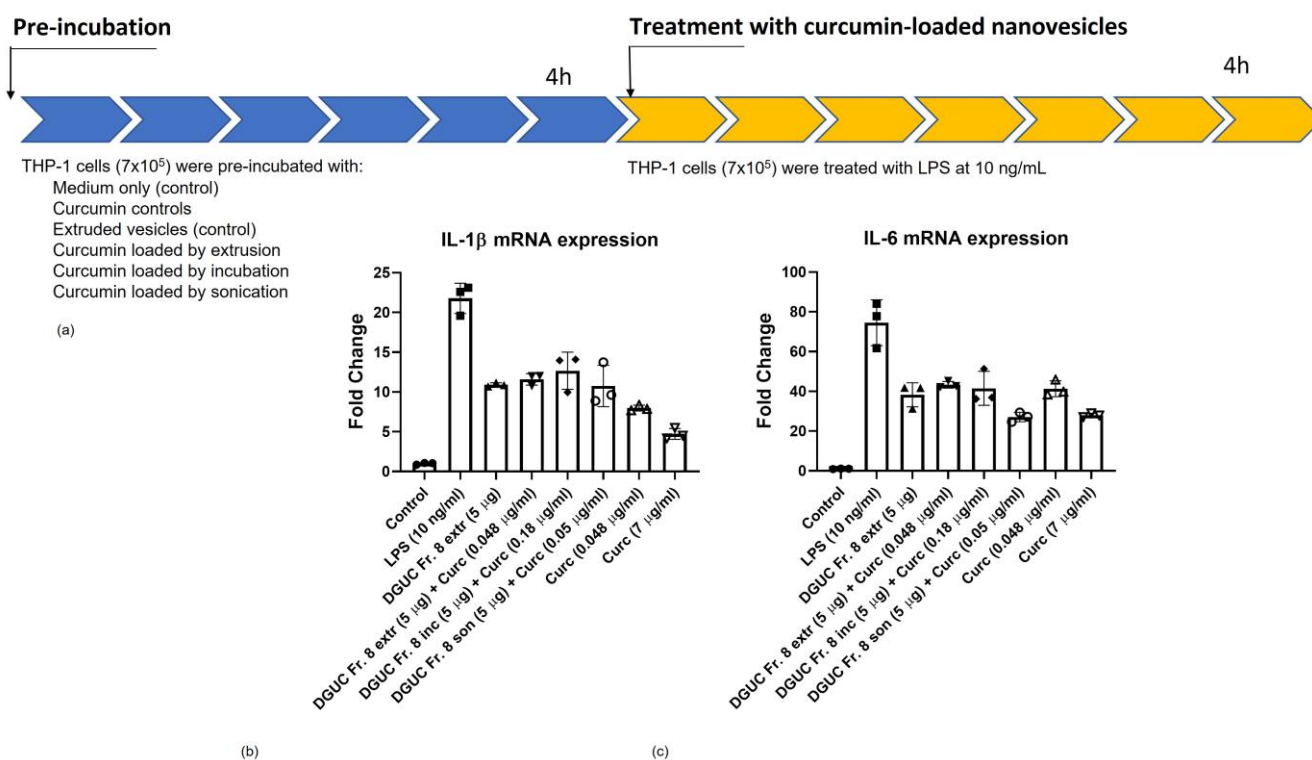 Pre-incubation
Treatment with curcumin-loaded nanovesicles
4h
4h
THP-1 cells (7x10⁵) were pre-incubated with:
Medium only (control)
Curcumin controls
Extruded vesicles (control)
Curcumin loaded by extrusion
Curcumin loaded by incubation
Curcumin loaded by sonication
(a)
THP-1 cells (7x10⁵) were treated with LPS at 10 ng/mL
IL-1β mRNA expression
Fold Change
25
20
15
10
5
0
Control
LPS (10 ng/ml)
DGUC Fr. 8 extr (5 μg)
DGUC Fr. 8 extr (5 μg) + Curc (0.048 μg/ml)
DGUC Fr. 8 inc (5 μg) + Curc (0.18 μg/ml)
DGUC Fr. 8 son (5 μg) + Curc (0.05 μg/ml)
Curc (0.048 μg/ml)
Curc (7 μg/ml)
(b)
IL-6 mRNA expression
Fold Change
100
80
60
40
20
0
Control
LPS (10 ng/ml)
DGUC Fr. 8 extr (5 μg)
DGUC Fr. 8 extr (5 μg) + Curc (0.048 μg/ml)
DGUC Fr. 8 inc (5 μg) + Curc (0.18 μg/ml)
DGUC Fr. 8 son (5 μg) + Curc (0.05 μg/ml)
Curc (0.048 μg/ml)
Curc (7 μg/ml)
(c)